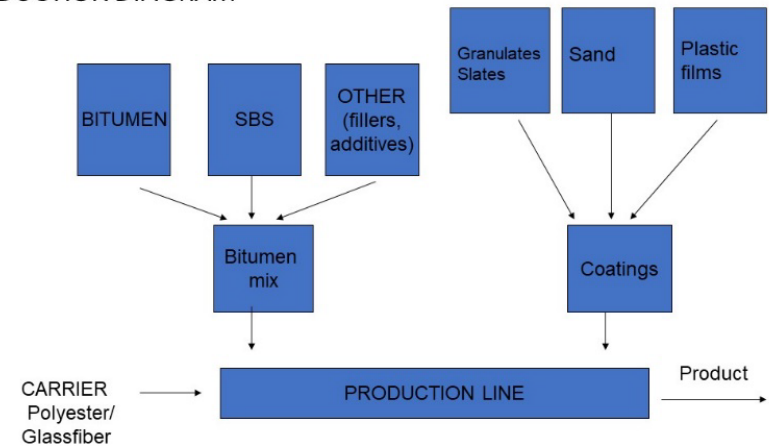 BITUMEN
SBS
OTHER
(fillers,
additives)
Granulates
Slates
Sand
Plastic
films
Bitumen
mix
Coatings
CARRIER
Polyester/
Glassfiber
PRODUCTION LINE
Product